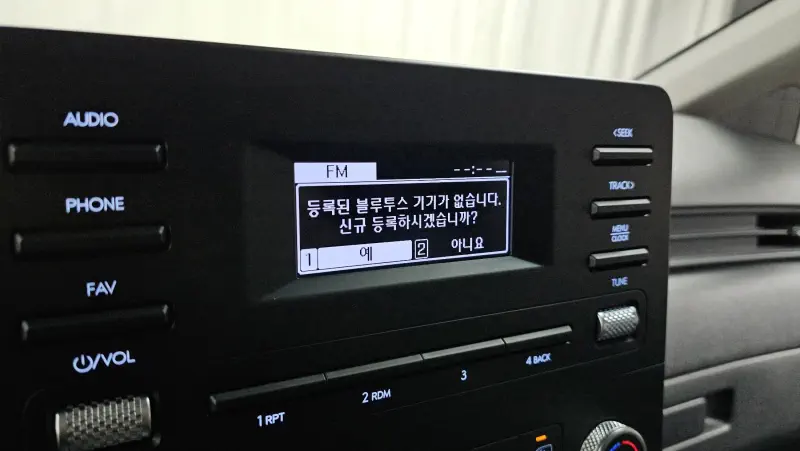 AUDIO
PHONE
FAV
⏻/VOL
FM
--:--
등록된 블루투스 기기가 없습니다.
신규 등록하시겠습니까?
1 예 2 아니요
<SEEK
TRACK>
MENU/
CLOCK
TUNE
1 RPT
2 RDM
3
4 BACK